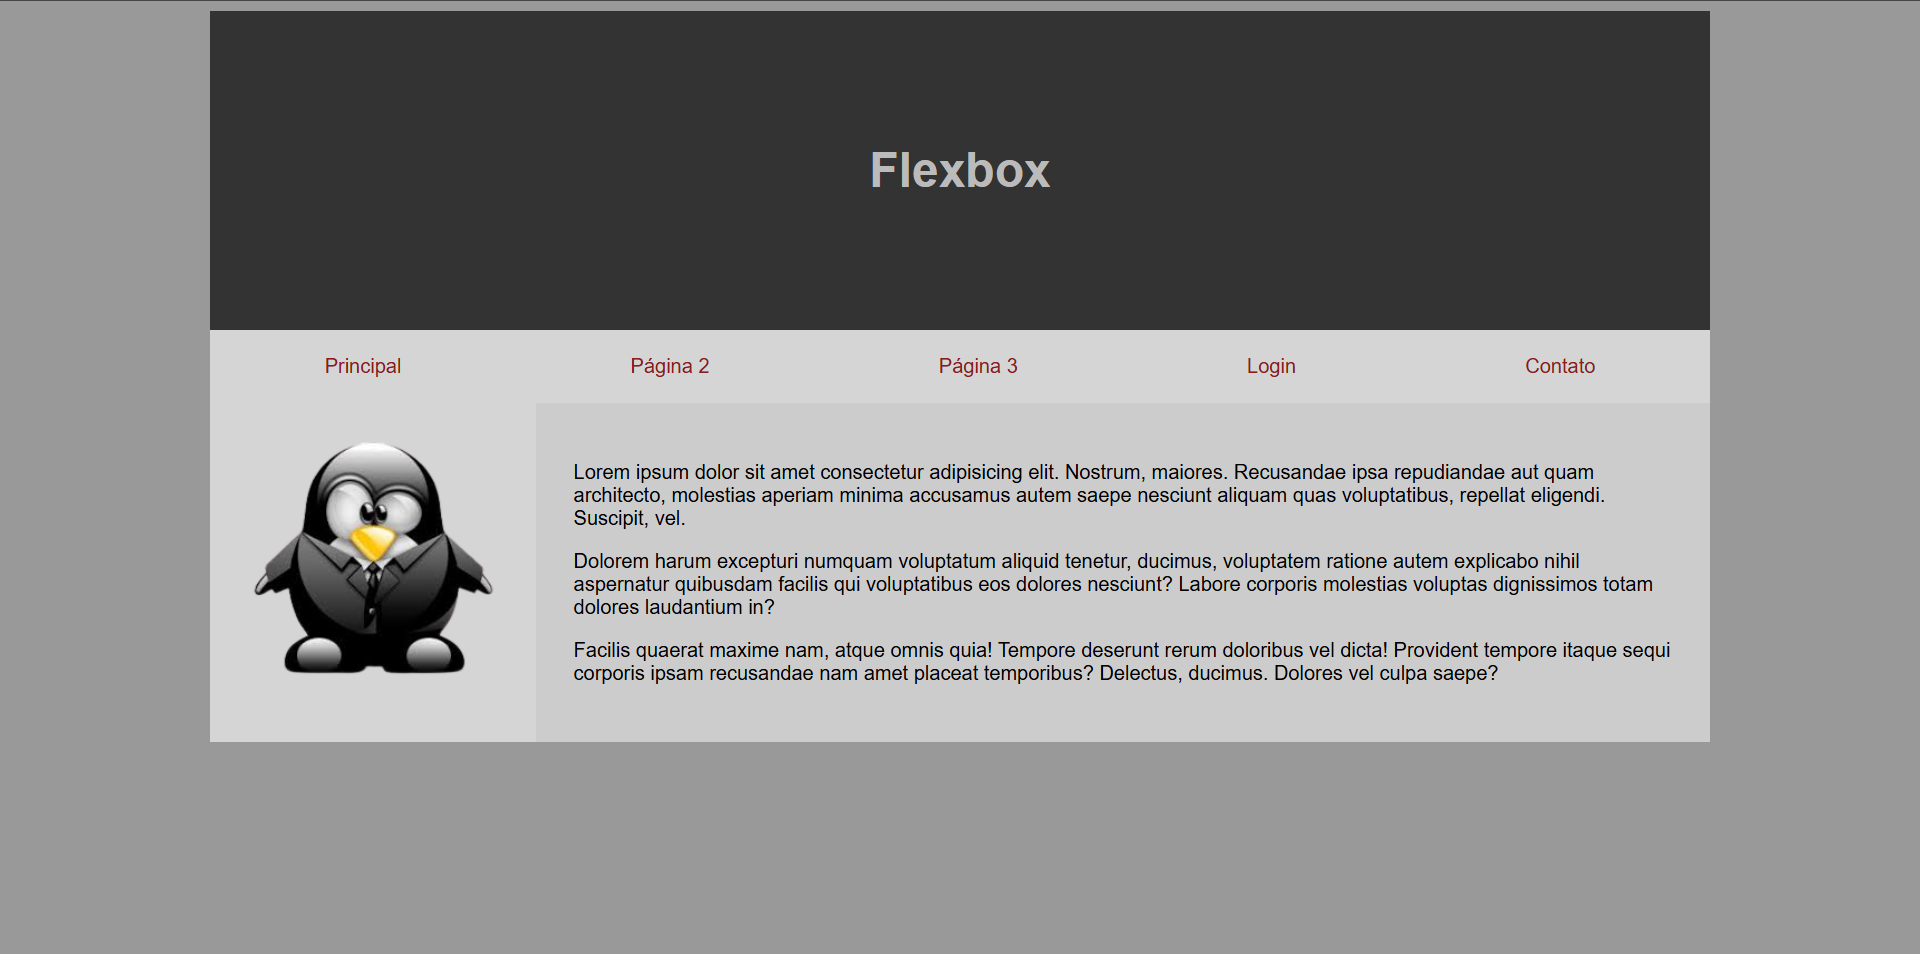 Flexbox
Principal
Página 2
Página 3
Login
Contato
Lorem ipsum dolor sit amet consectetur adipisicing elit. Nostrum, maiores. Recusandae ipsa repudiandae aut quam
architecto, molestias aperiam minima accusamus autem saepe nesciunt aliquam quas voluptatibus, repellat eligendi.
Suscipit, vel.
Dolorem harum excepturi numquam voluptatum aliquid tenetur, ducimus, voluptatem ratione autem explicabo nihil
aspernatur quibusdam facilis qui voluptatibus eos dolores nesciunt? Labore corporis molestias voluptas dignissimos totam
dolores laudantium in?
Facilis quaerat maxime nam, atque omnis quia! Tempore deserunt rerum doloribus vel dicta! Provident tempore itaque sequi
corporis ipsam recusandae nam amet placeat temporibus? Delectus, ducimus. Dolores vel culpa saepe?